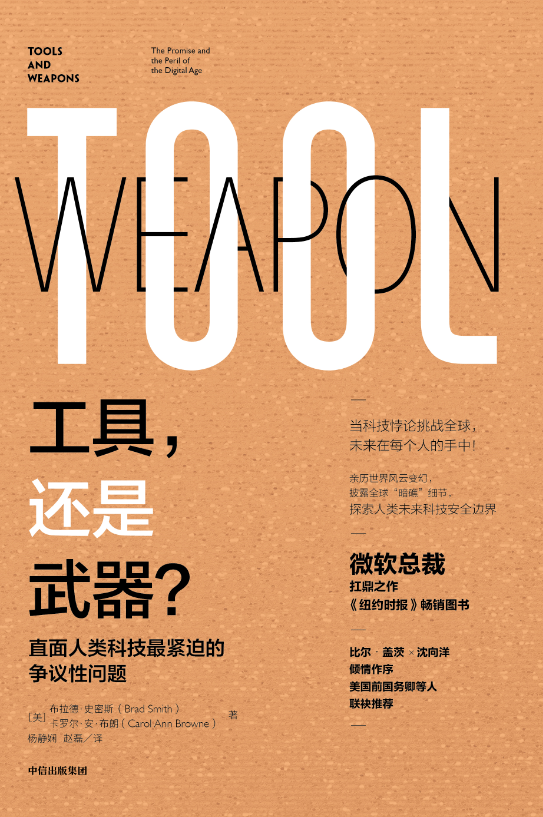 TOOLS
AND
WEAPONS
The Promise and
the Peril of
the Digital Age
TOOL
WEAPON
工具，
还是
武器？
直面人类科技最紧迫的
争议性问题
[美] 布拉德·史密斯（Brad Smith）
卡罗尔·安·布朗（Carol Ann Browne） 著
杨静娴 赵磊／译
中信出版集团
当科技悖论挑战全球，
未来在每个人的手中！
亲历世界风云变幻，
披露全球“暗礁”细节，
探索人类未来科技安全边界
微软总裁
扛鼎之作
《纽约时报》畅销图书
比尔·盖茨×沈向洋
倾情作序
美国前国务卿等人
联袂推荐